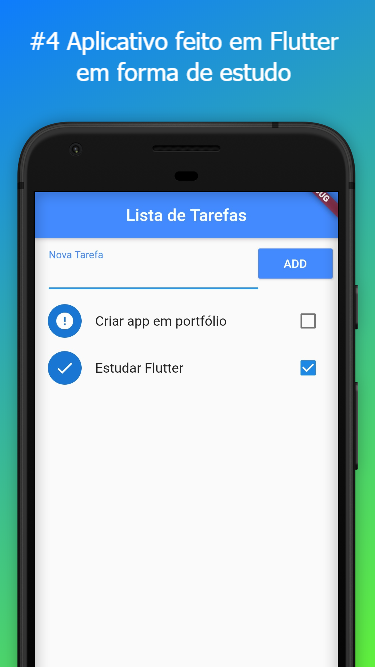 #4 Aplicativo feito em Flutter
em forma de estudo
Lista de Tarefas
Nova Tarefa
ADD
Criar app em portfólio
Estudar Flutter